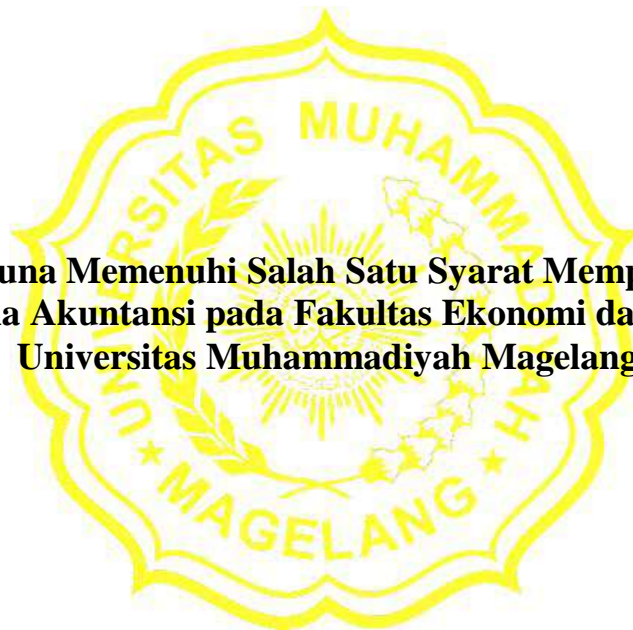 UNIVERSITAS MUHAMMADIYAH
una Memenuhi Salah Satu Syarat Memp
a Akuntansi pada Fakultas Ekonomi da
Universitas Muhammadiyah Magelang
★ MAGELANG ★